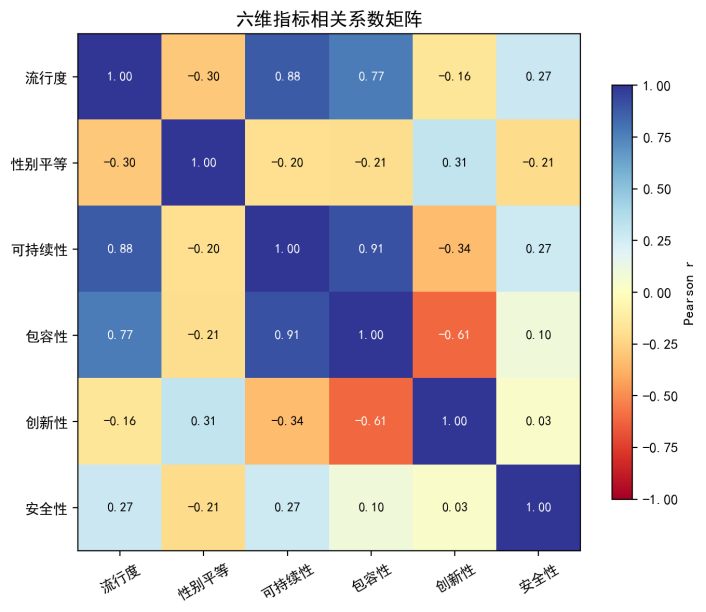 六维指标相关系数矩阵
流行度 1.00 -0.30 0.88 0.77 -0.16 0.27
性别平等 -0.30 1.00 -0.20 -0.21 0.31 -0.21
可持续性 0.88 -0.20 1.00 0.91 -0.34 0.27
包容性 0.77 -0.21 0.91 1.00 -0.61 0.10
创新性 -0.16 0.31 -0.34 -0.61 1.00 0.03
安全性 0.27 -0.21 0.27 0.10 0.03 1.00
流行度 性别平等 可持续性 包容性 创新性 安全性
1.00
0.75
0.50
0.25
0.00
-0.25
-0.50
-0.75
-1.00
Pearson r